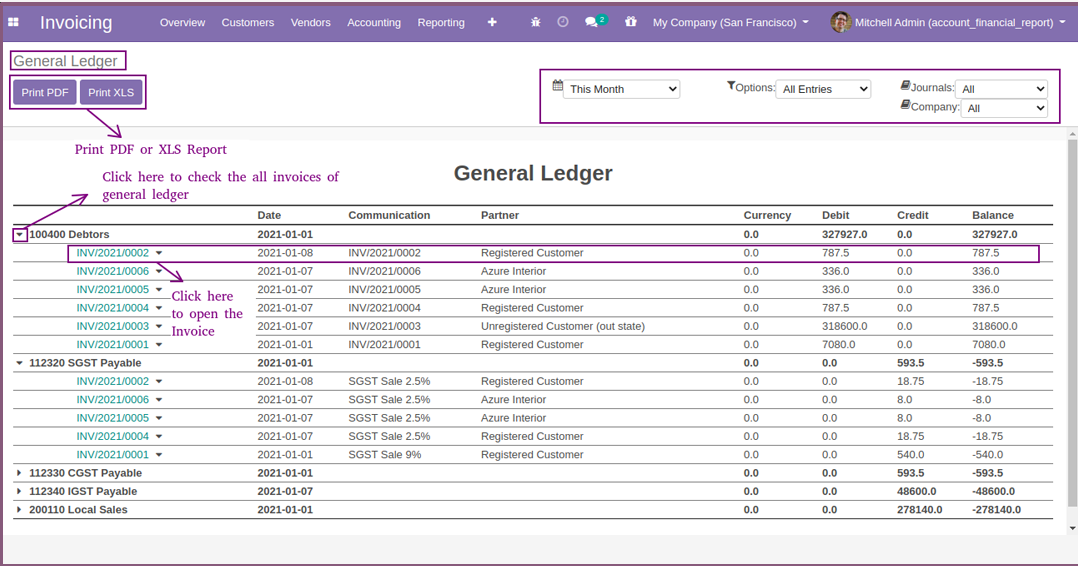 Invoicing Overview Customers Vendors Accounting Reporting 2 My Company (San Francisco) Mitchell Admin (account_financial_report)
General Ledger
Print PDF Print XLS
This Month Options: All Entries Journals: All
Company: All
Print PDF or XLS Report
Click here to check the all invoices of
general ledger
General Ledger
Date Communication Partner Currency Debit Credit Balance
100400 Debtors 2021-01-01 0.0 327927.0 0.0 327927.0
INV/2021/0002 2021-01-08 INV/2021/0002 Registered Customer 0.0 787.5 0.0 787.5
INV/2021/0006 2021-01-07 INV/2021/0006 Azure Interior 0.0 336.0 0.0 336.0
INV/2021/0005 2021-01-07 INV/2021/0005 Azure Interior 0.0 336.0 0.0 336.0
INV/2021/0004 2021-01-07 INV/2021/0004 Registered Customer 0.0 787.5 0.0 787.5
INV/2021/0003 2021-01-07 INV/2021/0003 Unregistered Customer (out state) 0.0 318600.0 0.0 318600.0
INV/2021/0001 2021-01-01 INV/2021/0001 Registered Customer 0.0 7080.0 0.0 7080.0
Click here
to open the
Invoice
112320 SGST Payable 2021-01-01 0.0 0.0 593.5 -593.5
INV/2021/0002 2021-01-08 SGST Sale 2.5% Registered Customer 0.0 0.0 18.75 -18.75
INV/2021/0006 2021-01-07 SGST Sale 2.5% Azure Interior 0.0 0.0 8.0 -8.0
INV/2021/0005 2021-01-07 SGST Sale 2.5% Azure Interior 0.0 0.0 8.0 -8.0
INV/2021/0004 2021-01-07 SGST Sale 2.5% Registered Customer 0.0 0.0 18.75 -18.75
INV/2021/0001 2021-01-01 SGST Sale 9% Registered Customer 0.0 0.0 540.0 -540.0
112330 CGST Payable 2021-01-01 0.0 0.0 593.5 -593.5
112340 IGST Payable 2021-01-07 0.0 0.0 48600.0 -48600.0
200110 Local Sales 2021-01-01 0.0 0.0 278140.0 -278140.0